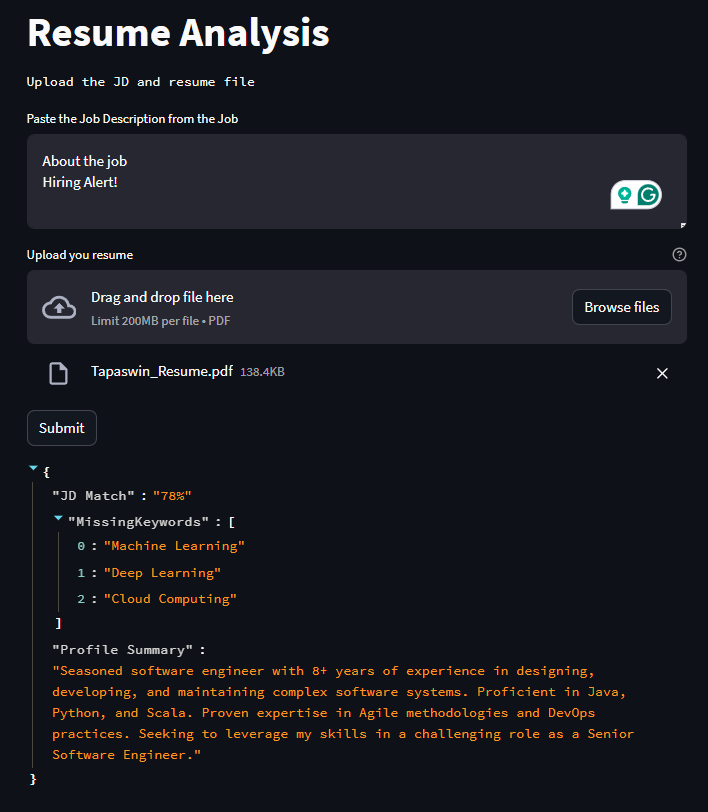 Resume Analysis
Upload the JD and resume file
Paste the Job Description from the Job
About the job
Hiring Alert!
Upload you resume
Drag and drop file here
Limit 200MB per file • PDF
Browse files
Tapaswin_Resume.pdf 138.4KB
Submit
{
"JD Match" : "78%"
"MissingKeywords" : [
0 : "Machine Learning"
1 : "Deep Learning"
2 : "Cloud Computing"
]
"Profile Summary" :
"Seasoned software engineer with 8+ years of experience in designing,
developing, and maintaining complex software systems. Proficient in Java,
Python, and Scala. Proven expertise in Agile methodologies and DevOps
practices. Seeking to leverage my skills in a challenging role as a Senior
Software Engineer."
}